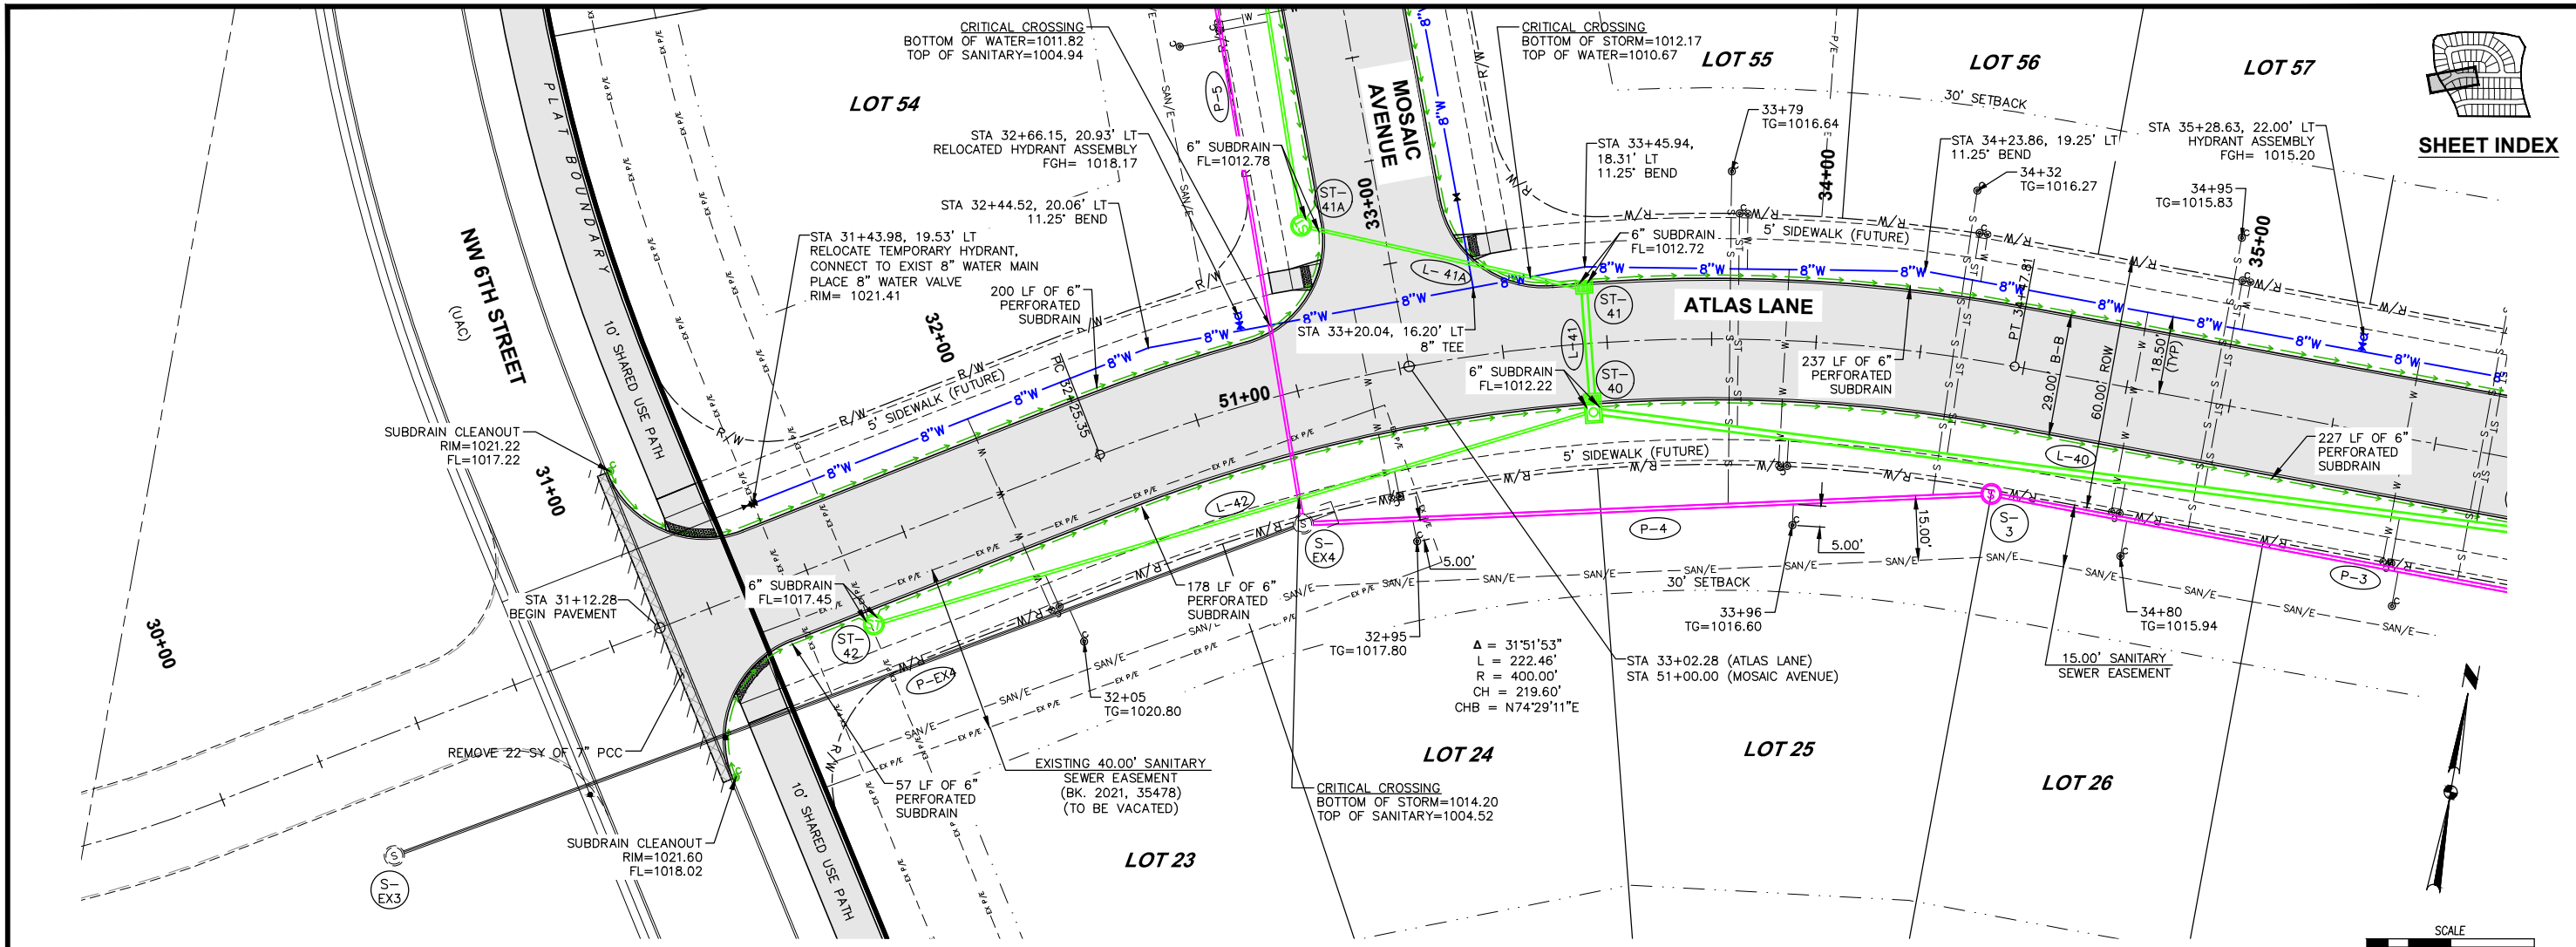 CRITICAL CROSSING
BOTTOM OF WATER=1011.82
TOP OF SANITARY=1004.94
CRITICAL CROSSING
BOTTOM OF STORM=1012.17
TOP OF WATER=1010.67
LOT 54
LOT 55
LOT 56
LOT 57
SHEET INDEX
MOSAIC
AVENUE
30' SETBACK
33+79
TG=1016.64
STA 32+66.15, 20.93' LT
RELOCATED HYDRANT ASSEMBLY
FGH= 1018.17
6" SUBDRAIN
FL=1012.78
STA 33+45.94,
18.31' LT
11.25° BEND
STA 34+23.86, 19.25' LT
11.25° BEND
STA 35+28.63, 22.00' LT
HYDRANT ASSEMBLY
FGH= 1015.20
34+32
TG=1016.27
34+95
TG=1015.83
STA 32+44.52, 20.06' LT
11.25° BEND
STA 31+43.98, 19.53' LT
RELOCATE TEMPORARY HYDRANT,
CONNECT TO EXIST 8" WATER MAIN
PLACE 8" WATER VALVE
RIM= 1021.41
200 LF OF 6"
PERFORATED
SUBDRAIN
P-5
ST-
41A
L-41A
33+00
34+00
35+00
6" SUBDRAIN
FL=1012.72
5' SIDEWALK (FUTURE)
ST-
41
ATLAS LANE
STA 33+20.04, 16.20' LT
8" TEE
L-41
ST-
40
6" SUBDRAIN
FL=1012.22
237 LF OF 6"
PERFORATED
SUBDRAIN
PT 34+47.81
29.00' B-B
60.00' ROW
18.50'
(TYP)
227 LF OF 6"
PERFORATED
SUBDRAIN
L-40
PLAT BOUNDARY
10' SHARED USE PATH
NW 6TH STREET
(UAC)
32+00
PIC 32+25.35
51+00
5' SIDEWALK (FUTURE)
SUBDRAIN CLEANOUT
RIM=1021.22
FL=1017.22
31+00
30+00
STA 31+12.28
BEGIN PAVEMENT
6" SUBDRAIN
FL=1017.45
ST-
42
L-42
5' SIDEWALK (FUTURE)
S-
EX4
P-4
S-
3
P-3
15.00'
5.00'
5.00'
30' SETBACK
178 LF OF 6"
PERFORATED
SUBDRAIN
P-EX4
32+05
TG=1020.80
32+95
TG=1017.80
33+96
TG=1016.60
34+80
TG=1015.94
Δ = 31°51'53"
L = 222.46'
R = 400.00'
CH = 219.60'
CHB = N74°29'11"E
STA 33+02.28 (ATLAS LANE)
STA 51+00.00 (MOSAIC AVENUE)
15.00' SANITARY
SEWER EASEMENT
REMOVE 22 SY OF 7" PCC
57 LF OF 6"
PERFORATED
SUBDRAIN
EXISTING 40.00' SANITARY
SEWER EASEMENT
(BK. 2021, 35478)
(TO BE VACATED)
CRITICAL CROSSING
BOTTOM OF STORM=1014.20
TOP OF SANITARY=1004.52
SUBDRAIN CLEANOUT
RIM=1021.60
FL=1018.02
S-
EX3
10' SHARED USE PATH
LOT 23
LOT 24
LOT 25
LOT 26
N
SCALE